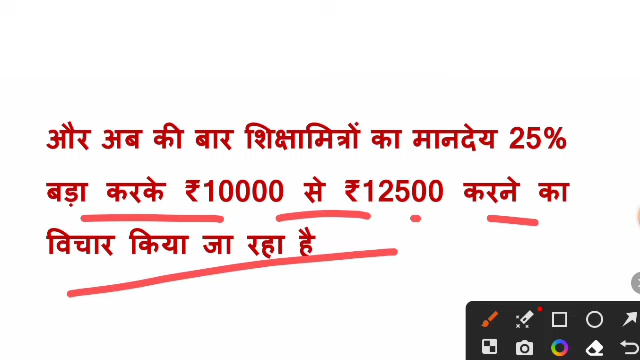 और अब की बार शिक्षामित्रों का मानदेय 25%
बड़ा करके ₹10000 से ₹12500 करने का
विचार किया जा रहा है